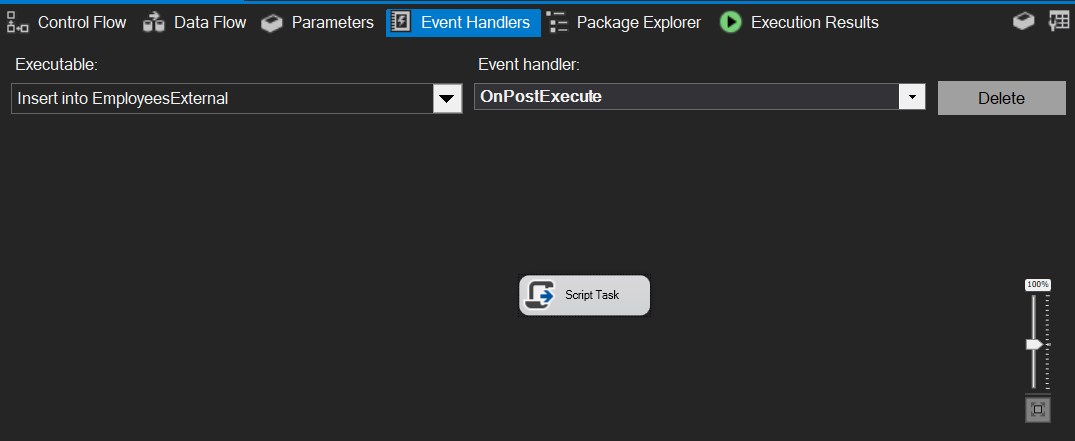 Control Flow Data Flow Parameters Event Handlers Package Explorer Execution Results
Executable: Event handler:
Insert into EmployeesExternal OnPostExecute Delete
Script Task
100%